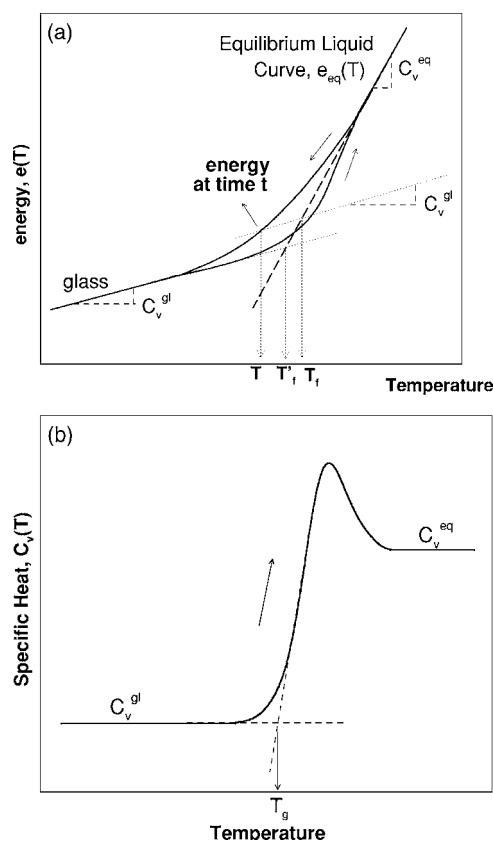 (a)
Equilibrium Liquid
Curve, e_eq(T)
C_v^eq
energy
at time t
C_v^gl
glass
C_v^gl
energy, e(T)
T T'_f T_f
Temperature
(b)
C_v^eq
Specific Heat, C_v(T)
C_v^gl
T_g
Temperature